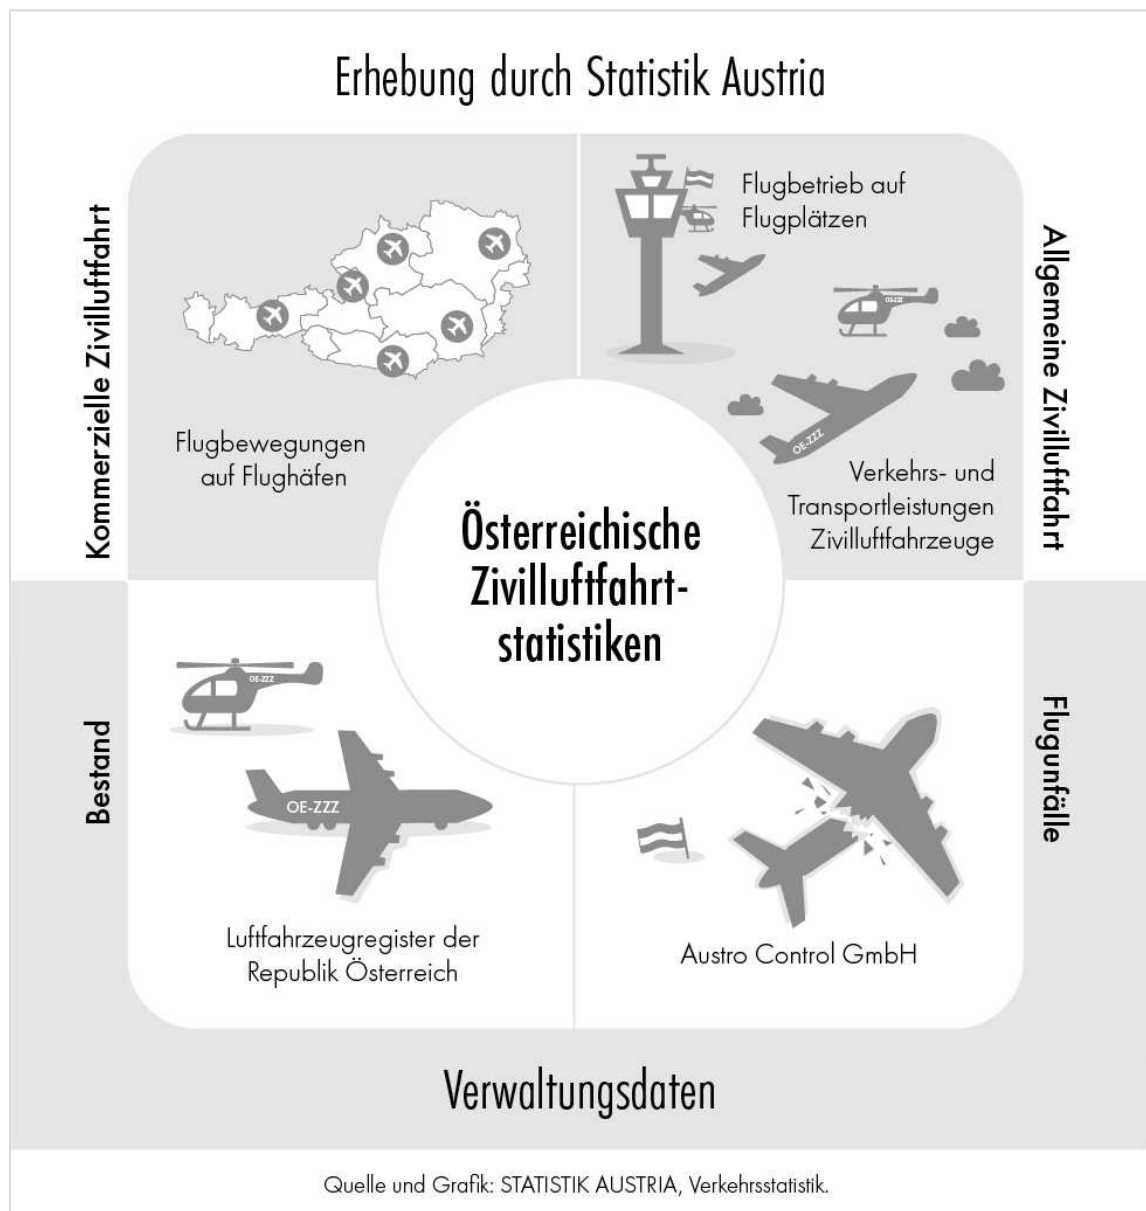 Erhebung durch Statistik Austria
Kommerzielle Zivilluftfahrt
Flugbewegungen
auf Flughäfen
Flugbetrieb auf
Flugplätzen
OE-ZZZ
OE-ZZZ
Verkehrs- und
Transportleistungen
Zivilluftfahrzeuge
Allgemeine Zivilluftfahrt
Österreichische
Zivilluftfahrt-
statistiken
Bestand
OE-ZZZ
OE-ZZZ
Luftfahrzeugregister der
Republik Österreich
Austro Control GmbH
Flugunfälle
Verwaltungsdaten
Quelle und Grafik: STATISTIK AUSTRIA, Verkehrsstatistik.